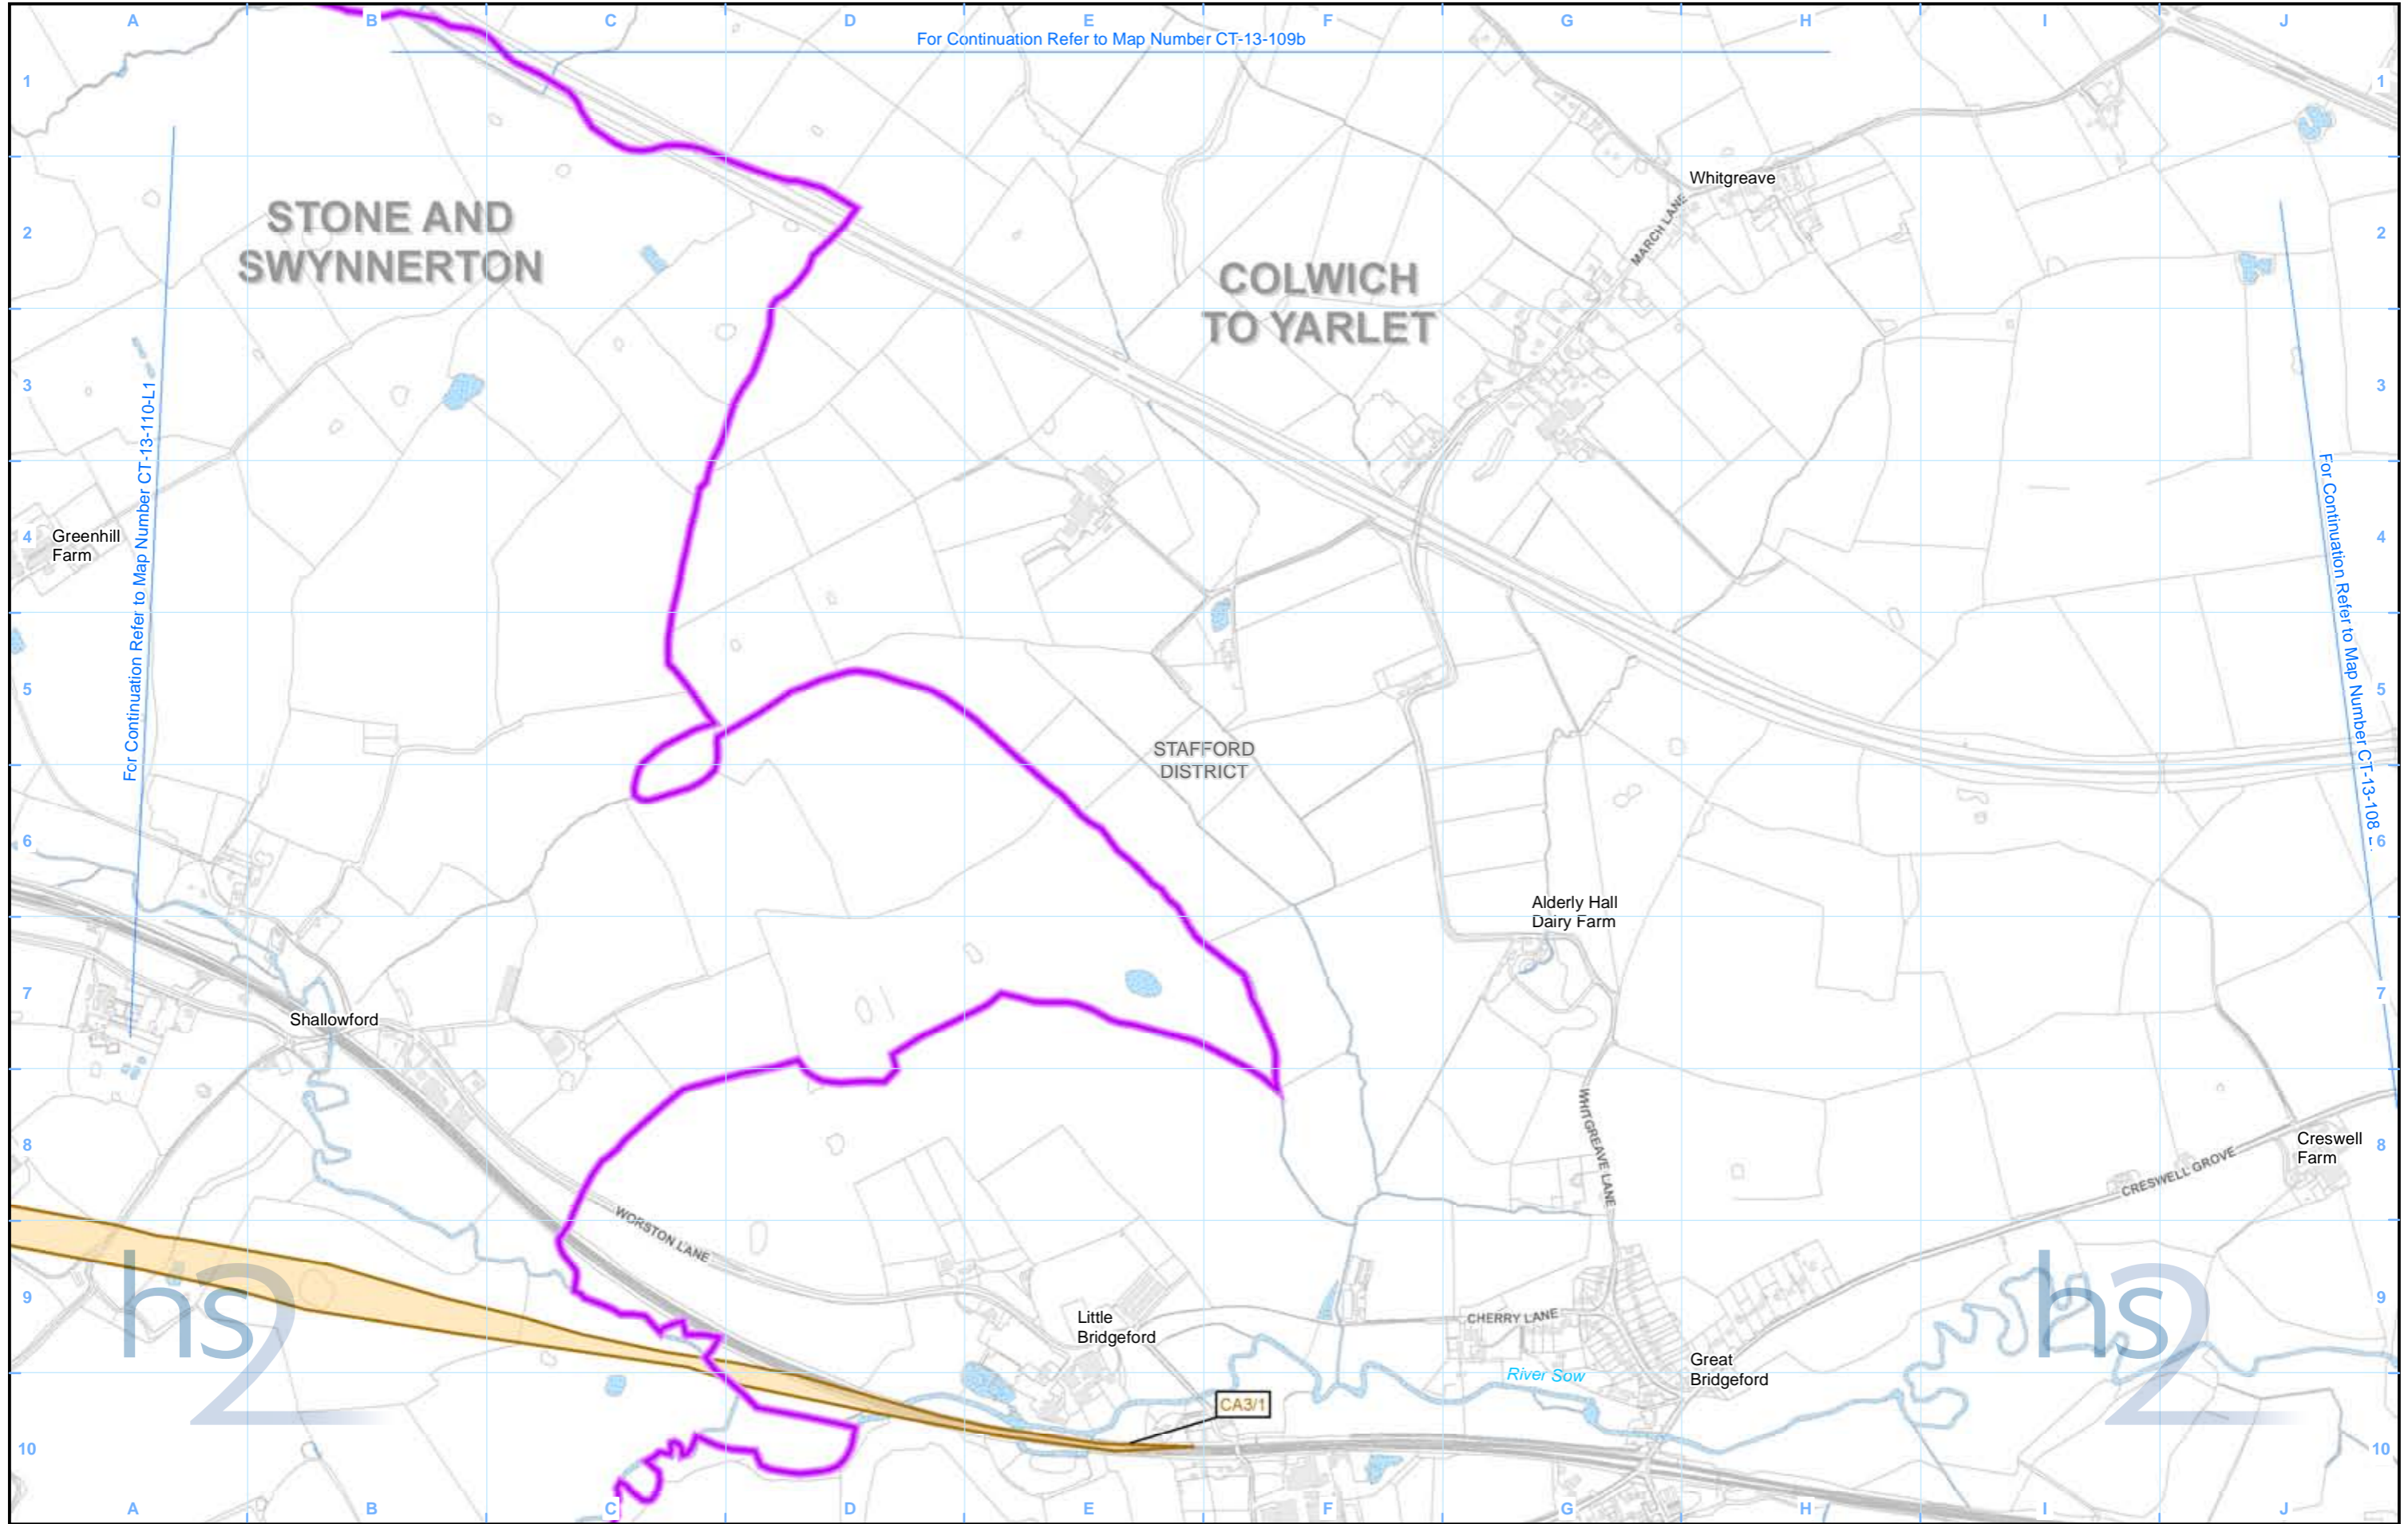 A B C D E F G H I J
For Continuation Refer to Map Number CT-13-109b
1 1
Whitgreave
MARCH LANE
STONE AND
SWYNNERTON
2 2
COLWICH
TO YARLET
3 3
For Continuation Refer to Map Number CT-13-110-L1
For Continuation Refer to Map Number CT-13-108
Greenhill
Farm
4 4
5 5
STAFFORD
DISTRICT
6 6
Alderly Hall
Dairy Farm
7 7
Shallowford
WHITGREAVE LANE
8 8
Creswell
Farm
CRESWELL GROVE
WORSTON LANE
hs2
hs2
9 9
Little
Bridgeford
CHERRY LANE
Great
Bridgeford
River Sow
CA3/1
10 10
A B C D E F G H I J